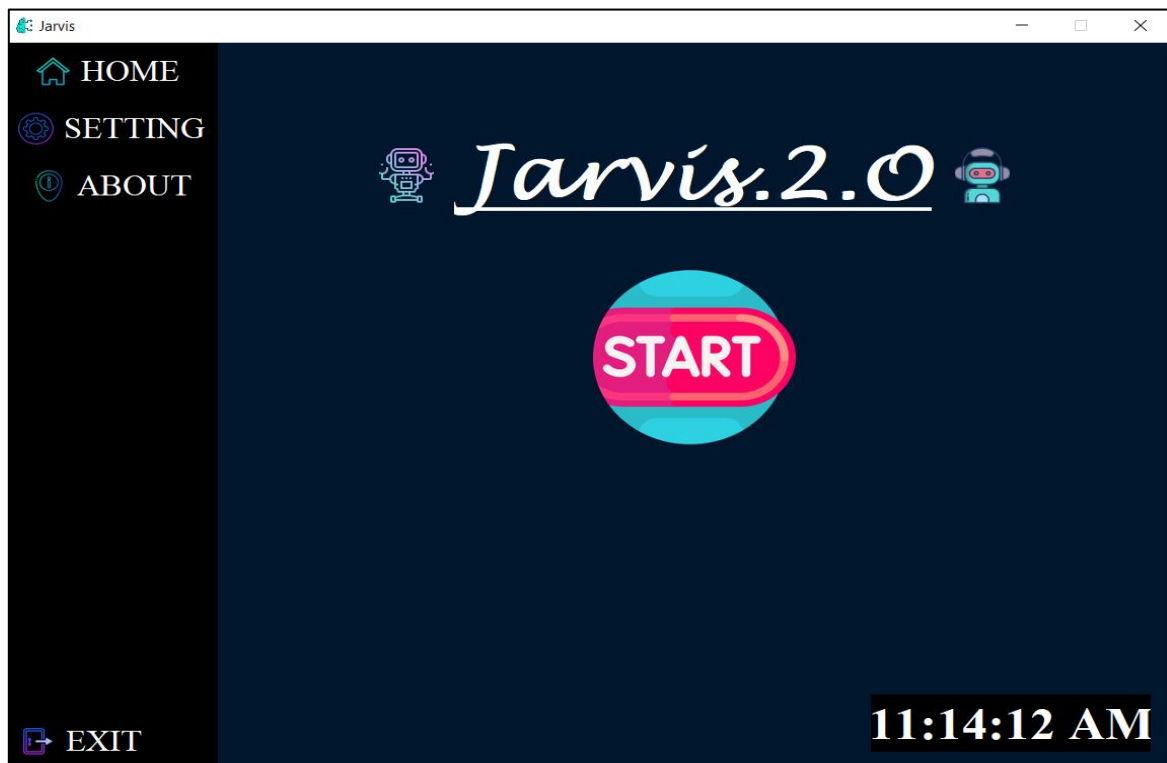 Jarvis
HOME
SETTING
ABOUT
Jarvis.2.O
START
EXIT
11:14:12 AM